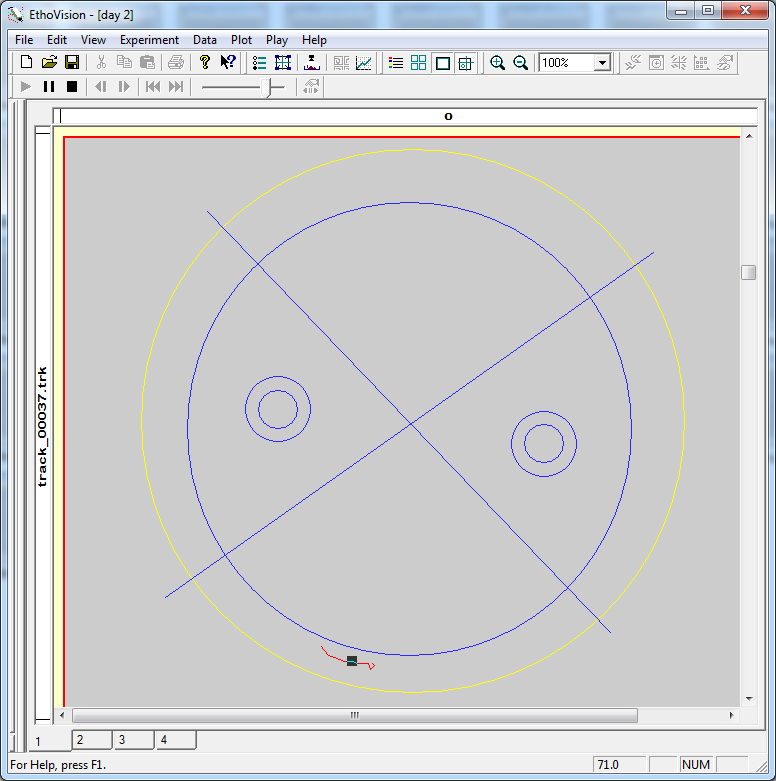 EthoVision - [day 2]
File Edit View Experiment Data Plot Play Help
100%
o
track_00037.trk
1 2 3 4
For Help, press F1. 71.0 NUM